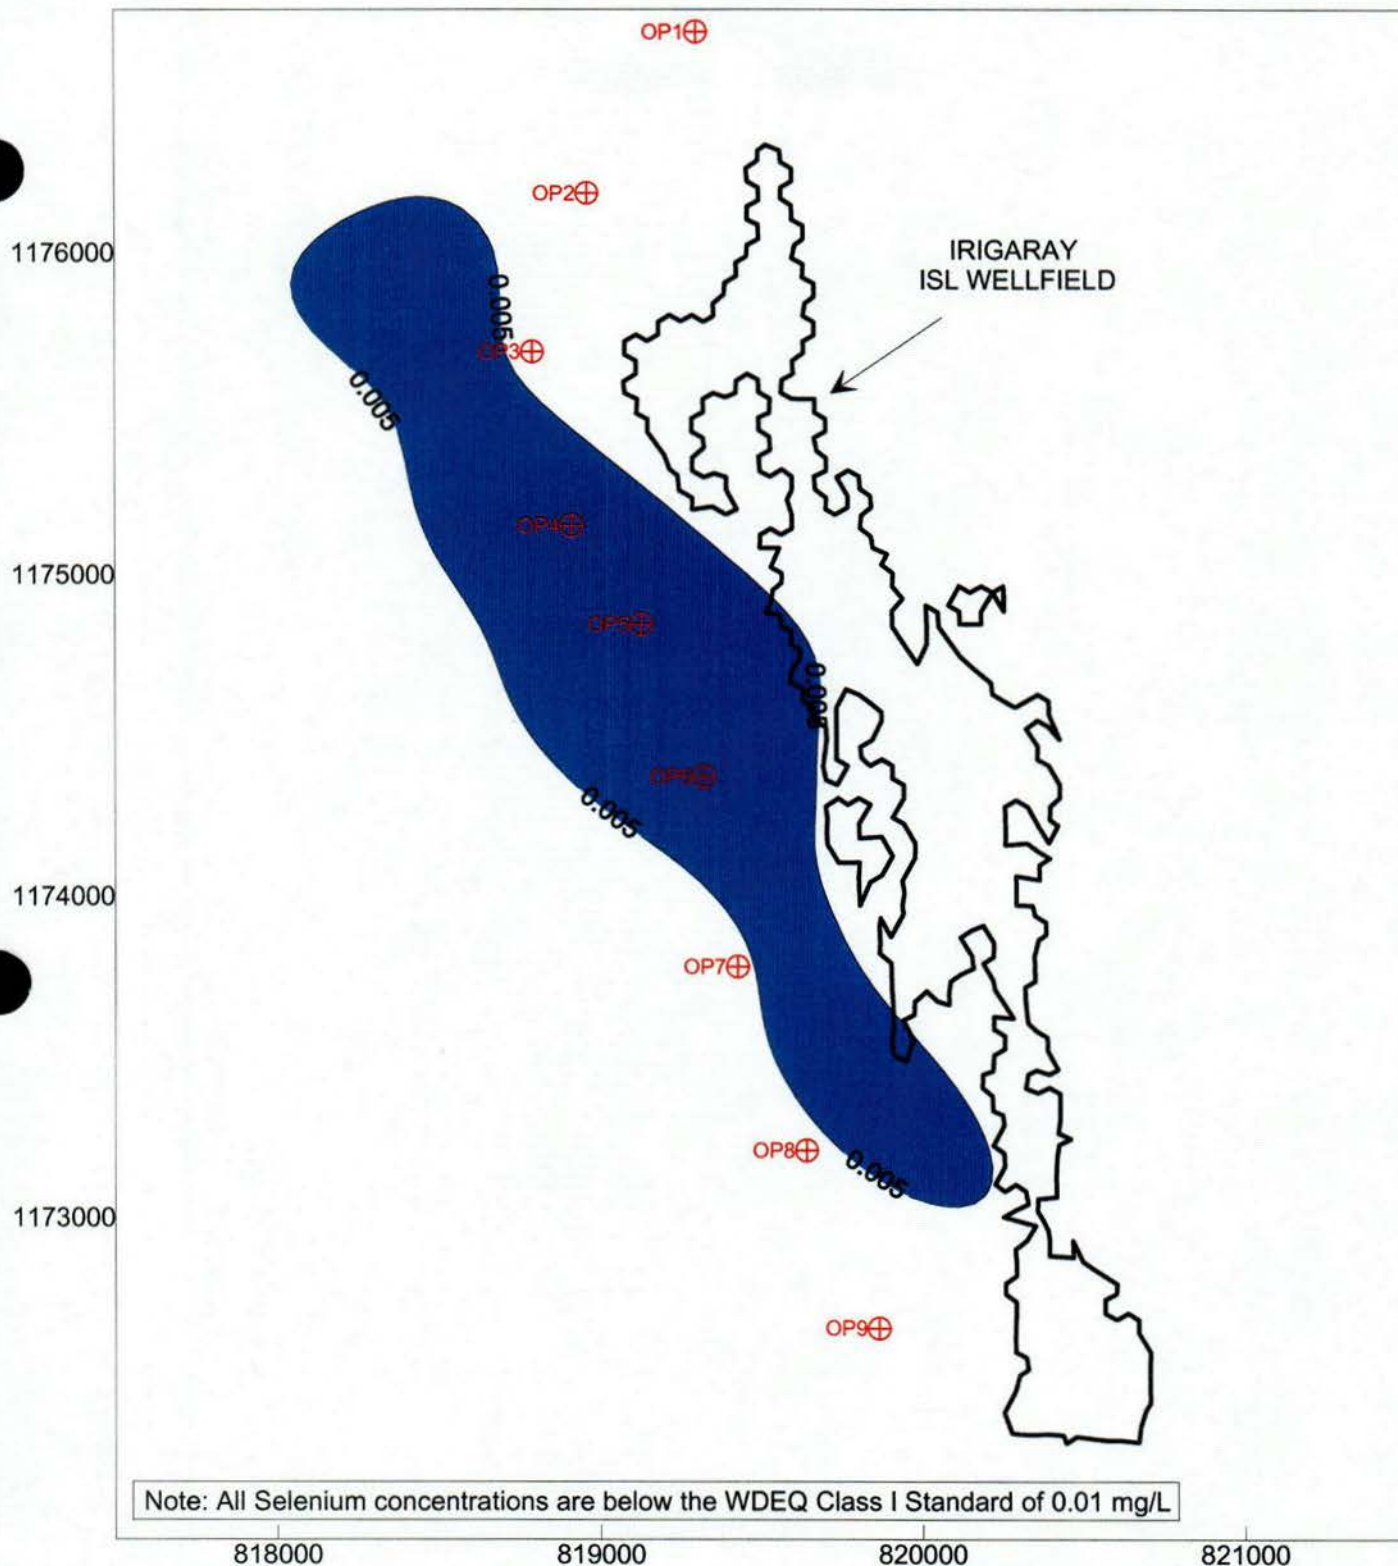 OP1
OP2
1176000
IRIGARAY
ISL WELLFIELD
0.005
OP3
0.005
OP4
1175000
OP5
0.005
OP6
0.005
1174000
OP7
OP8
0.005
1173000
OP9
Note: All Selenium concentrations are below the WDEQ Class I Standard of 0.01 mg/L
818000 819000 820000 821000